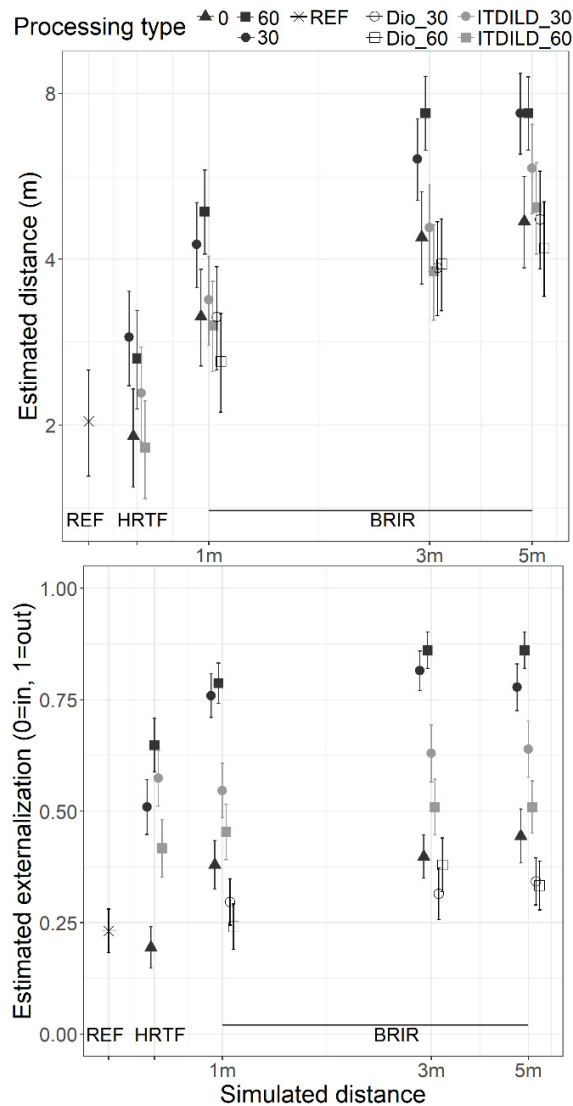 Processing type 0 60 REF Dio_30 ITDILD_30
30 Dio_60 ITDILD_60
Estimated distance (m)
8
4
2
REF HRTF BRIR
1m 3m 5m
Estimated externalization (0=in, 1=out)
1.00
0.75
0.50
0.25
0.00
REF HRTF BRIR
1m 3m 5m
Simulated distance